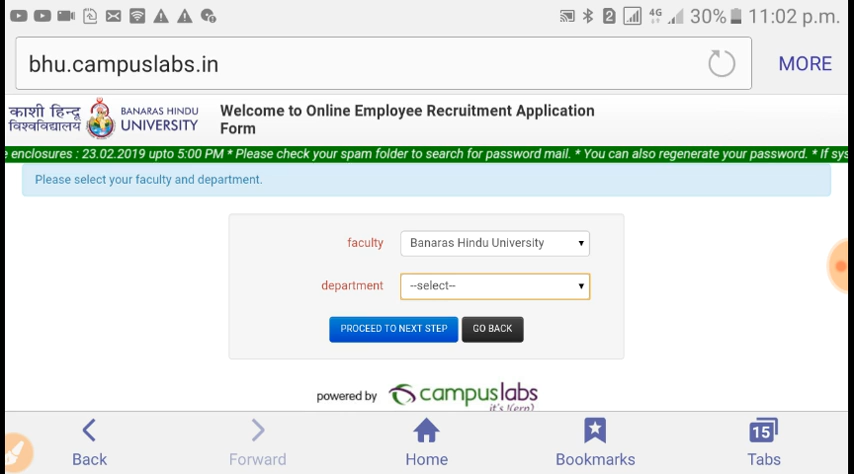 4G 30% 11:02 p.m.
bhu.campuslabs.in MORE
काशी हिन्दू
विश्वविद्यालय
BANARAS HINDU
UNIVERSITY
Welcome to Online Employee Recruitment Application
Form
e enclosures : 23.02.2019 upto 5:00 PM * Please check your spam folder to search for password mail. * You can also regenerate your password. * If sys
Please select your faculty and department.
faculty Banaras Hindu University
department --select--
PROCEED TO NEXT STEP GO BACK
powered by campuslabs
it's !(ern)
15
Back Forward Home Bookmarks Tabs